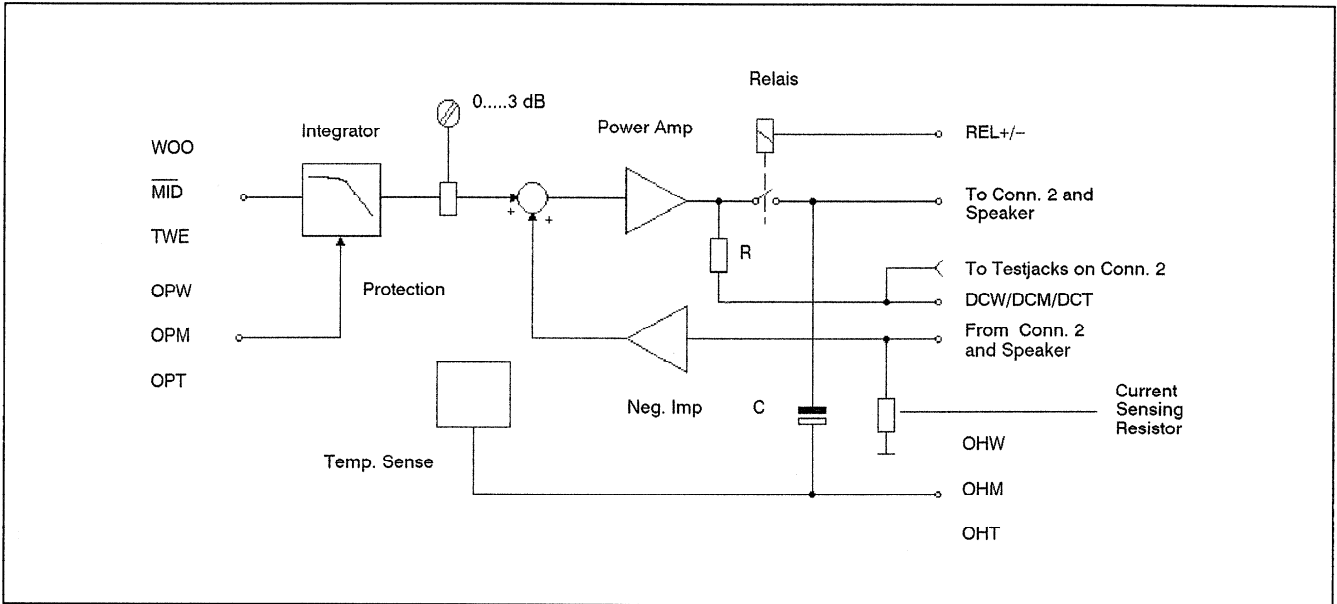 Relais
0.....3 dB
Integrator
Power Amp
REL+/−
WOO
M̅I̅D̅
TWE
To Conn. 2 and
Speaker
+
+
R
To Testjacks on Conn. 2
OPW
Protection
DCW/DCM/DCT
OPM
From Conn. 2
and Speaker
OPT
Neg. Imp
C
Current
Sensing
Resistor
Temp. Sense
OHW
OHM
OHT